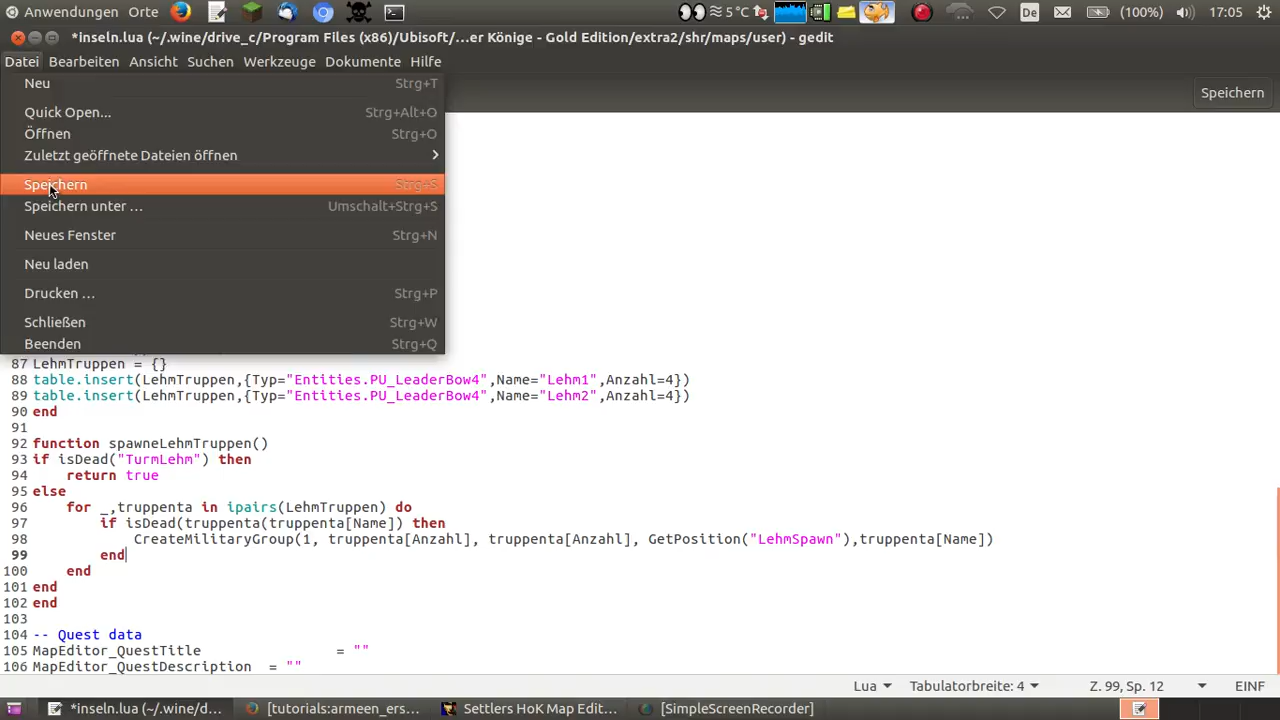 Anwendungen Orte 5 °C De (100%) 17:05
*inseln.lua (~/.wine/drive_c/Program Files (x86)/Ubisoft/...er Könige - Gold Edition/extra2/shr/maps/user) - gedit
Datei Bearbeiten Ansicht Suchen Werkzeuge Dokumente Hilfe
Neu Strg+T
Speichern
Quick Open... Strg+Alt+O
Öffnen Strg+O
Zuletzt geöffnete Dateien öffnen
Speichern Strg+S
Speichern unter ... Umschalt+Strg+S
Neues Fenster Strg+N
Neu laden
Drucken ... Strg+P
Schließen Strg+W
Beenden Strg+Q
87 LehmTruppen = {}
88 table.insert(LehmTruppen,{Typ="Entities.PU_LeaderBow4",Name="Lehm1",Anzahl=4})
89 table.insert(LehmTruppen,{Typ="Entities.PU_LeaderBow4",Name="Lehm2",Anzahl=4})
90 end
91
92 function spawneLehmTruppen()
93 if isDead("TurmLehm") then
94 return true
95 else
96 for _,truppenta in ipairs(LehmTruppen) do
97 if isDead(truppenta(truppenta[Name]) then
98 CreateMilitaryGroup(1, truppenta[Anzahl], truppenta[Anzahl], GetPosition("LehmSpawn"),truppenta[Name])
99 end
100 end
101 end
102 end
103
104 -- Quest data
105 MapEditor_QuestTitle = ""
106 MapEditor_QuestDescription = ""
Lua Tabulatorbreite: 4 Z. 99, Sp. 12 EINF
*inseln.lua (~/.wine/d... [tutorials:armeen_ers... Settlers HoK Map Edit... [SimpleScreenRecorder]